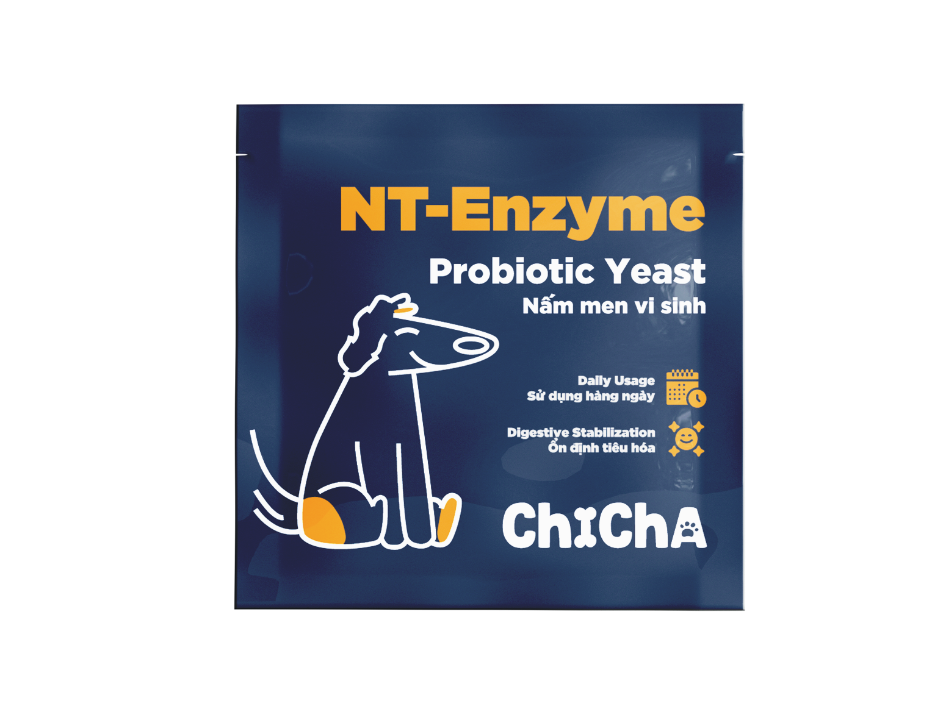 NT-Enzyme
Probiotic Yeast
Nấm men vi sinh
Daily Usage
Sử dụng hàng ngày
Digestive Stabilization
Ổn định tiêu hóa
ChIChA